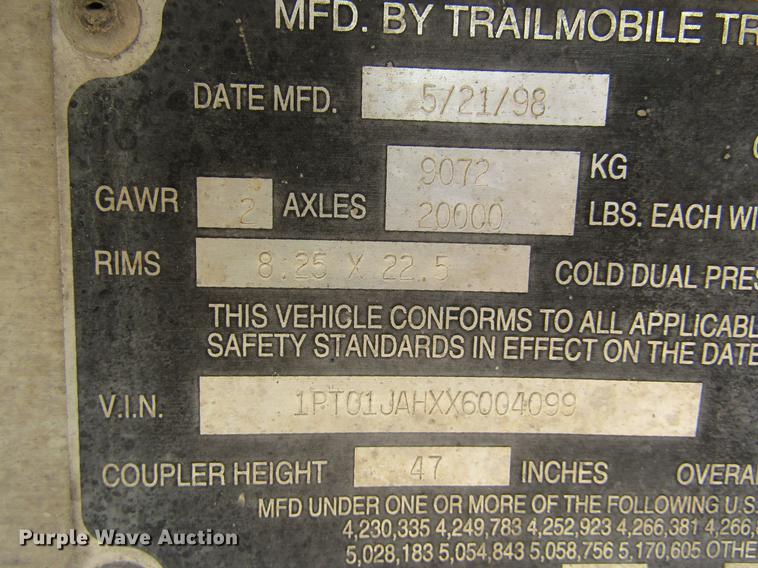 MFD. BY TRAILMOBILE TR
DATE MFD. 5/21/98
9072 KG
GAWR 2 AXLES 20000 LBS. EACH WI
RIMS 8.25 X 22.5 COLD DUAL PRES
THIS VEHICLE CONFORMS TO ALL APPLICABL
SAFETY STANDARDS IN EFFECT ON THE DATE
V.I.N. 1PT01JAHXX6004099
COUPLER HEIGHT 47 INCHES OVERA
MFD UNDER ONE OR MORE OF THE FOLLOWING U.S.
4,230,335 4,249,783 4,252,923 4,266,381 4,266,
5,028,183 5,054,843 5,058,756 5,170,605 OTHE
Purple Wave Auction